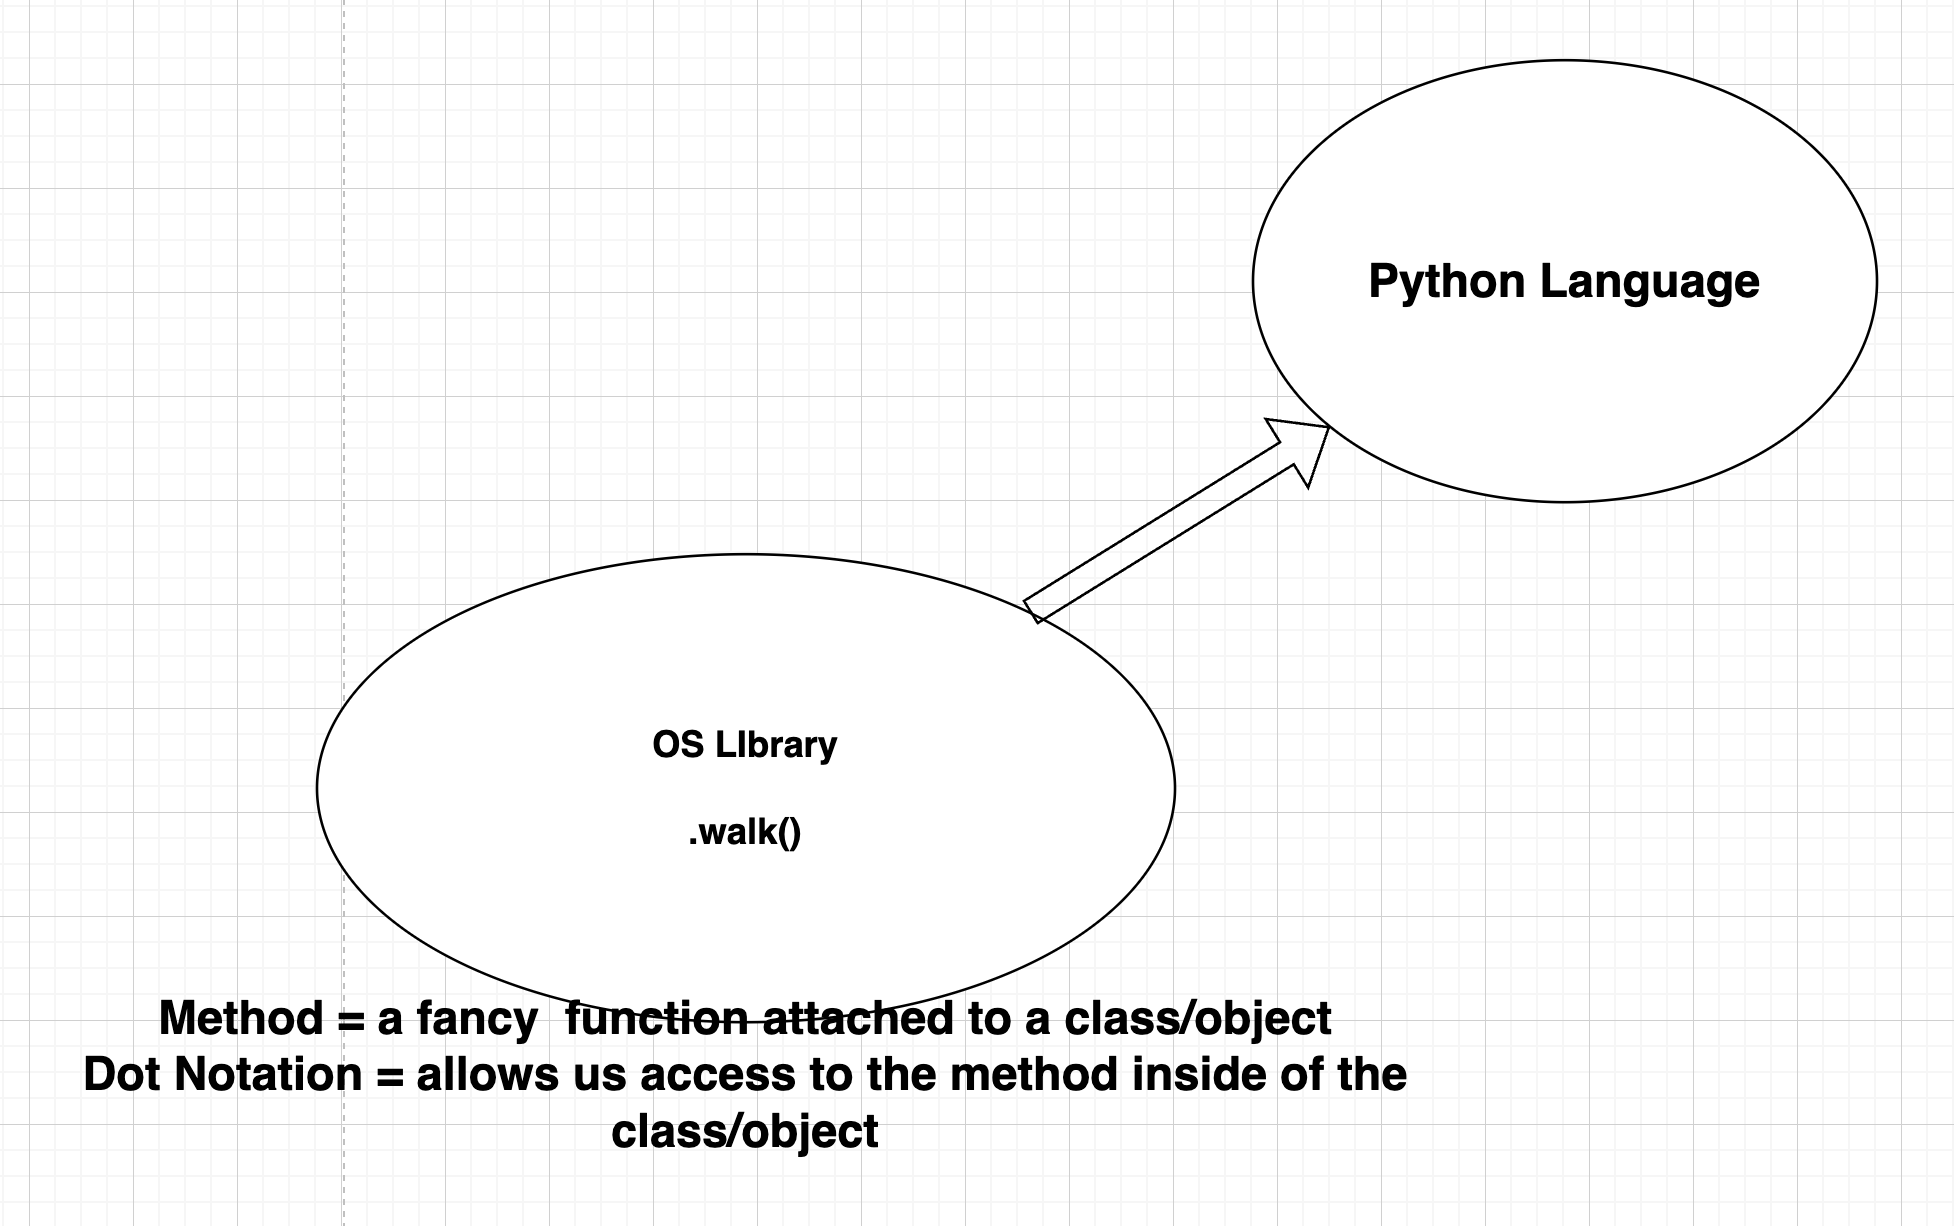 Python Language
OS LIbrary
.walk()
Method = a fancy  function attached to a class/object
Dot Notation = allows us access to the method inside of the
class/object